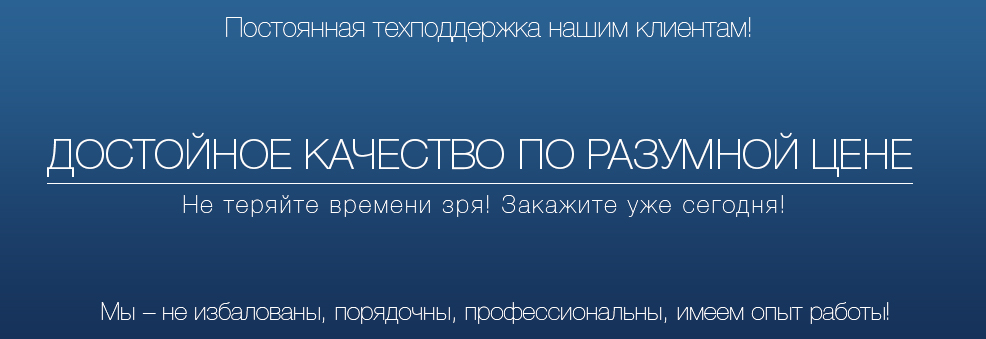 Постоянная техподдержка нашим клиентам!
ДОСТОЙНОЕ КАЧЕСТВО ПО РАЗУМНОЙ ЦЕНЕ
Не теряйте времени зря! Закажите уже сегодня!
Мы – не избалованы, порядочны, профессиональны, имеем опыт работы!